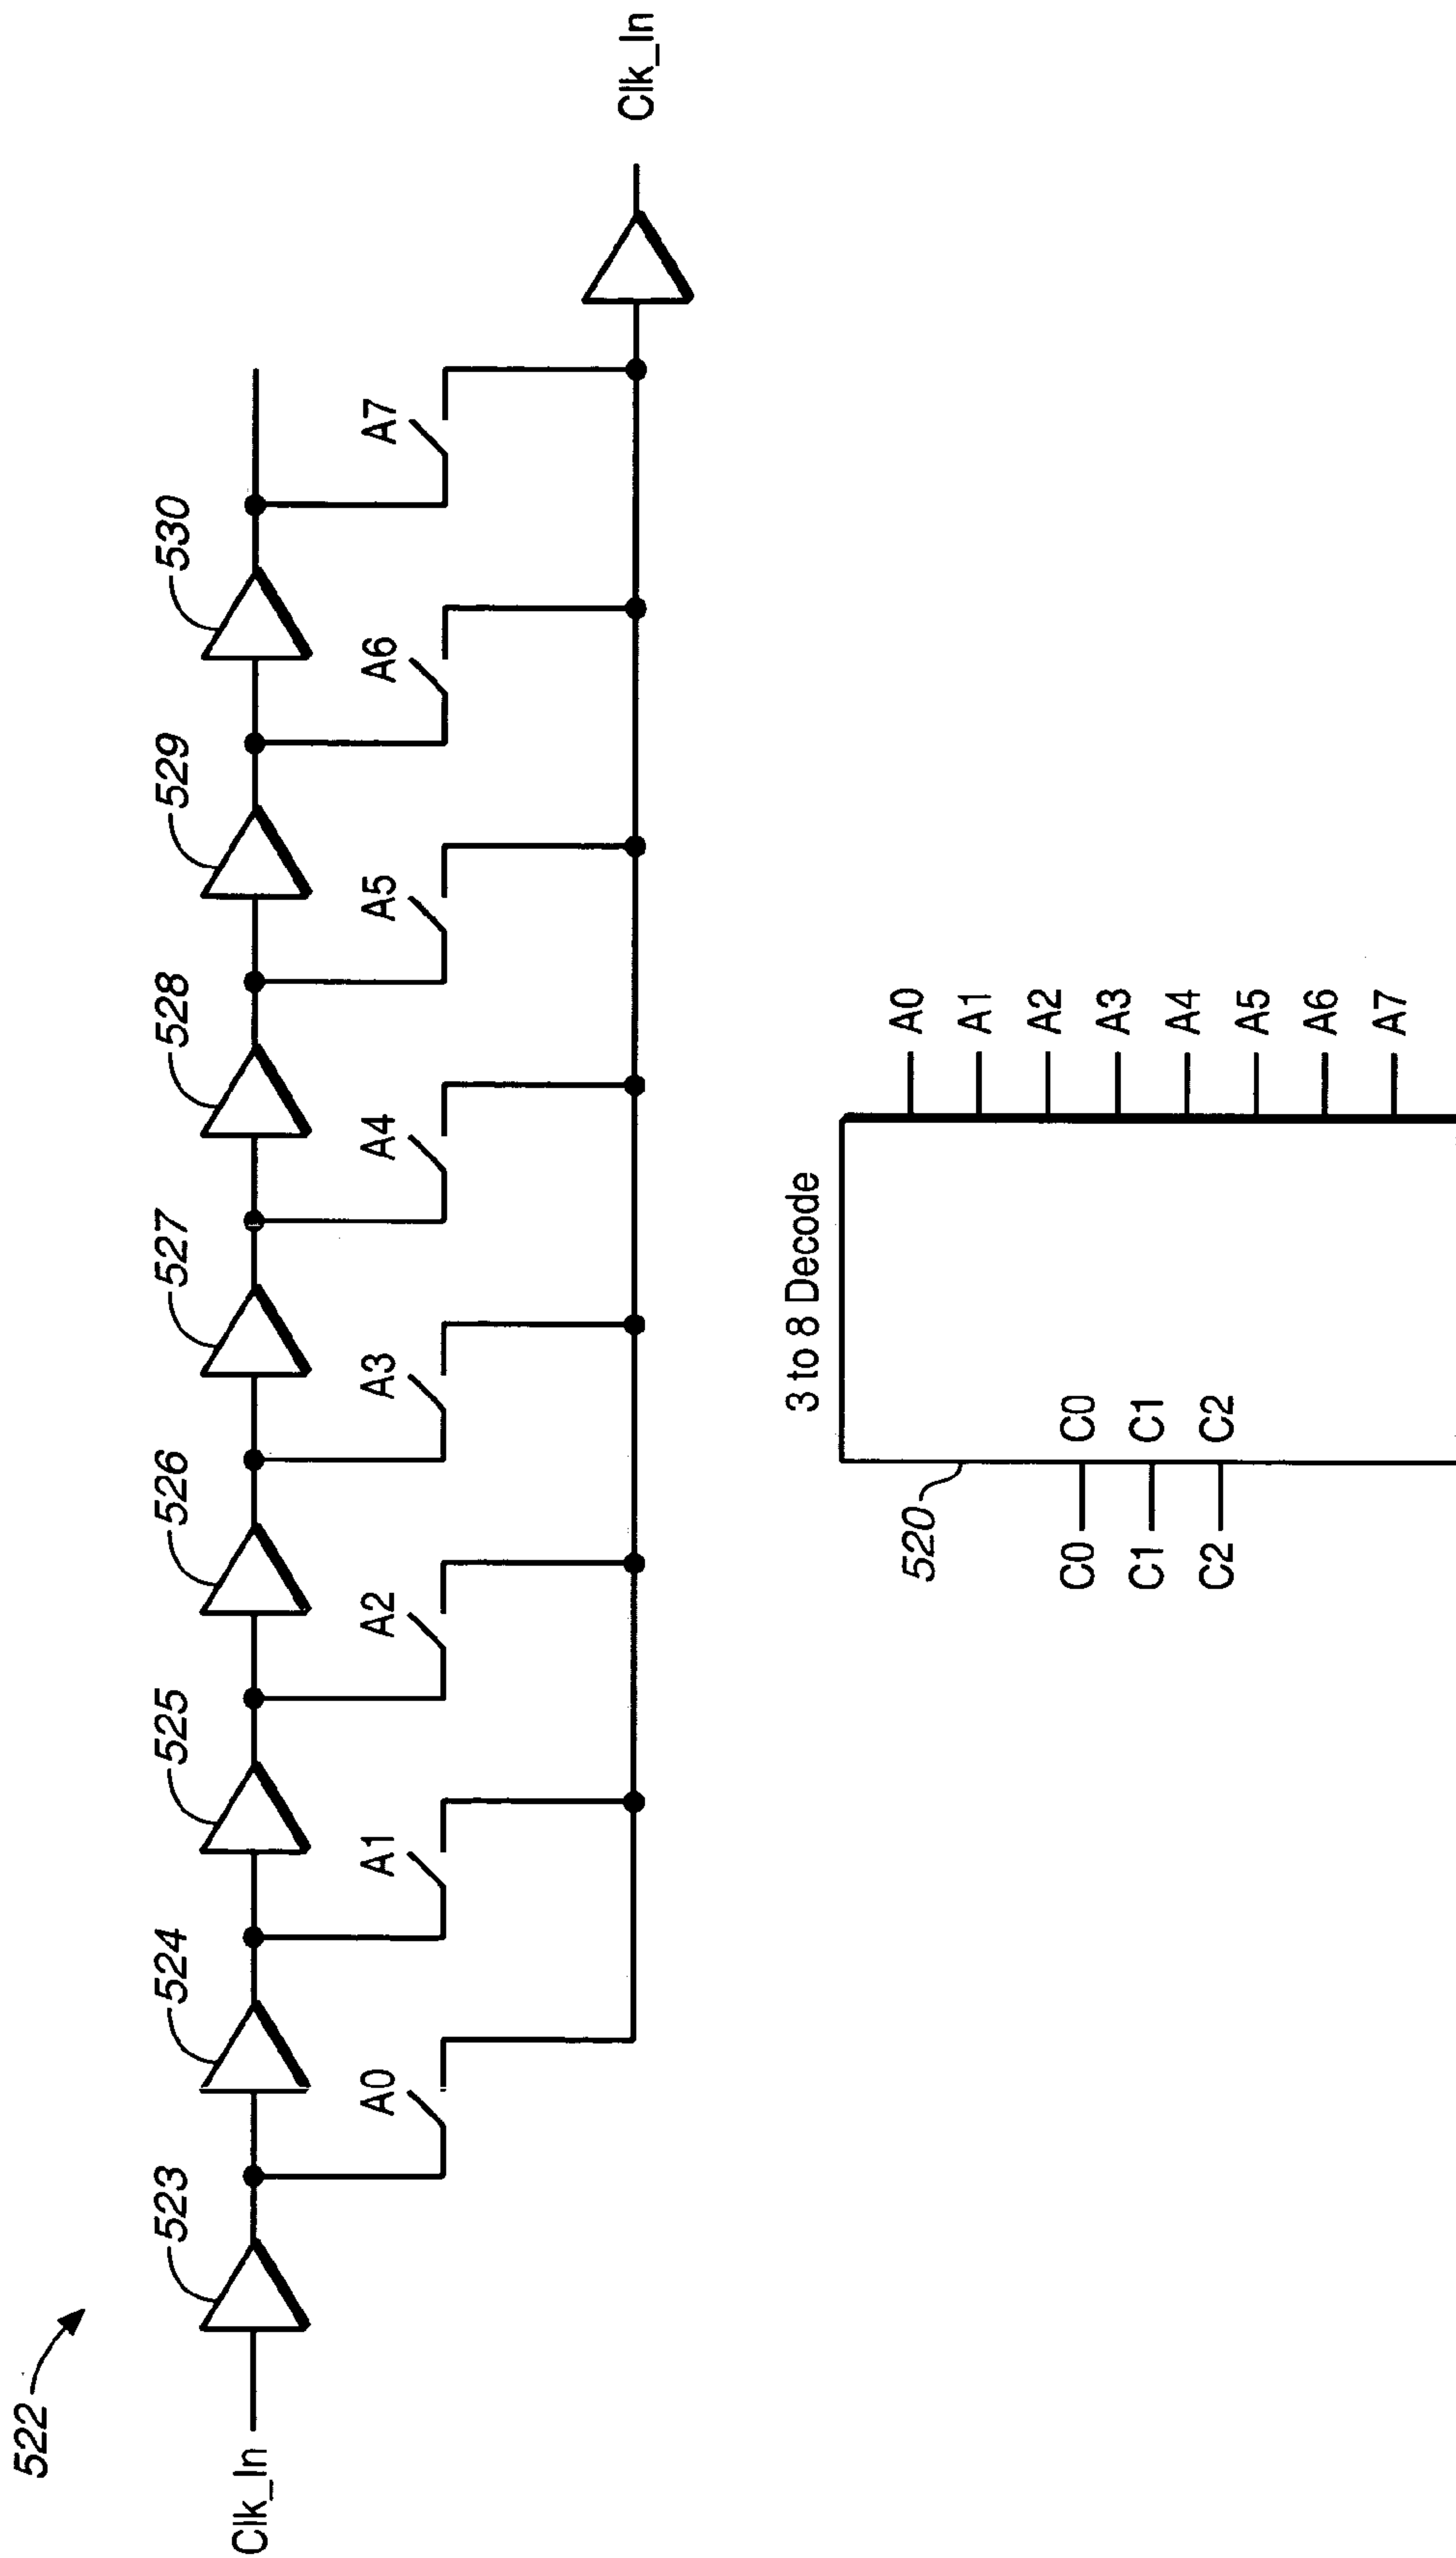 522
523 524 525 526 527 528 529 530
Clk_In
A0 A1 A2 A3 A4 A5 A6 A7
Clk_In
3 to 8 Decode
520
C0 C0
C1 C1
C2 C2
A0
A1
A2
A3
A4
A5
A6
A7